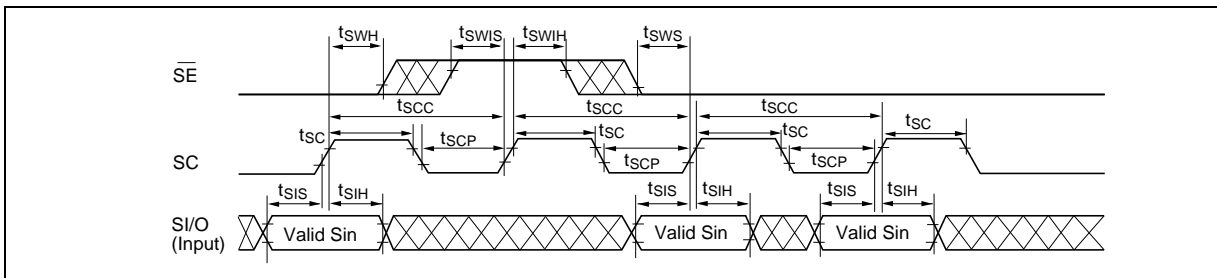 tSWH tSWIS tSWIH tSWS
SE
tSCC tSCC tSCC
tSC tSC tSC tSC
SC
tSCP tSCP tSCP
tSIS tSIH tSIS tSIH tSIS tSIH
SI/O
(Input)
Valid Sin Valid Sin Valid Sin